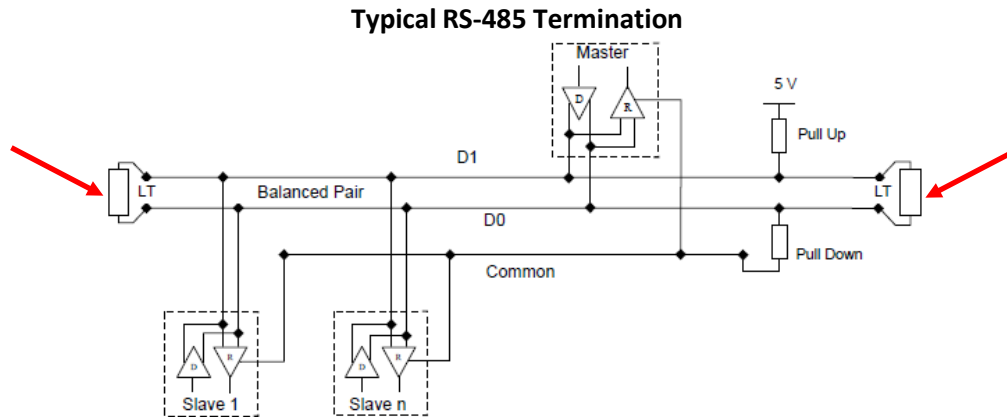 Typical RS-485 Termination
Master
D R
5 V
Pull Up
D1
LT Balanced Pair LT
D0
Pull Down
Common
D R D R
Slave 1 Slave n